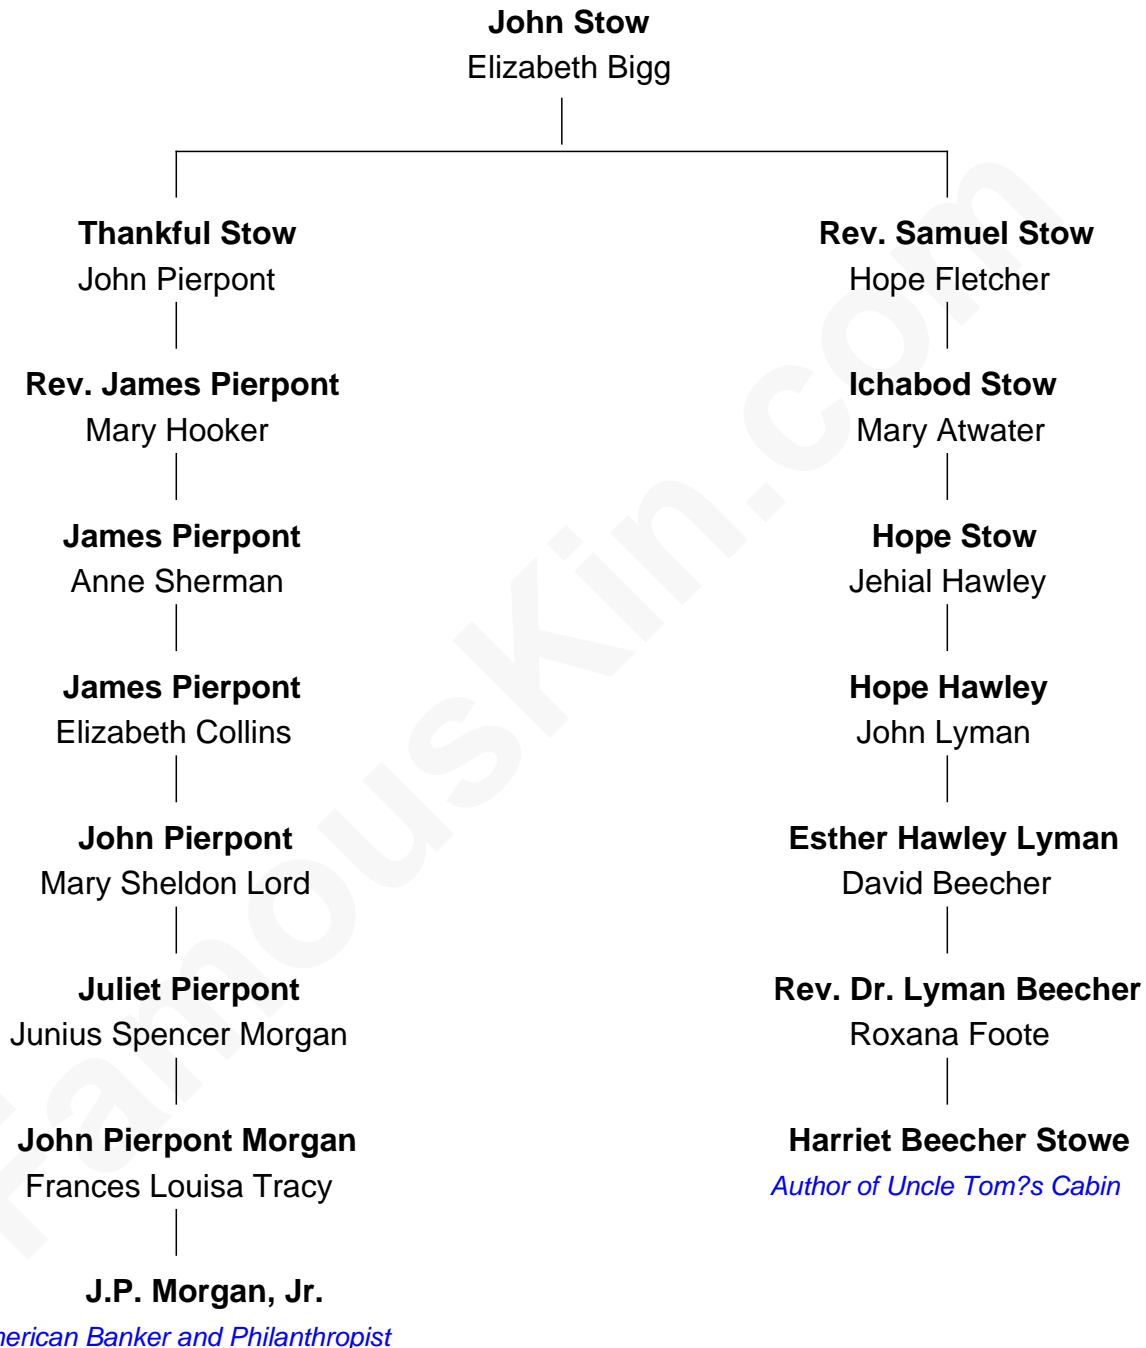 John Stow
Elizabeth Bigg
Thankful Stow
John Pierpont
Rev. Samuel Stow
Hope Fletcher
Rev. James Pierpont
Mary Hooker
Ichabod Stow
Mary Atwater
James Pierpont
Anne Sherman
Hope Stow
Jehial Hawley
James Pierpont
Elizabeth Collins
Hope Hawley
John Lyman
John Pierpont
Mary Sheldon Lord
Esther Hawley Lyman
David Beecher
Juliet Pierpont
Junius Spencer Morgan
Rev. Dr. Lyman Beecher
Roxana Foote
John Pierpont Morgan
Frances Louisa Tracy
Harriet Beecher Stowe
Author of Uncle Tom?s Cabin
J.P. Morgan, Jr.
merican Banker and Philanthropist
FamousKin.com